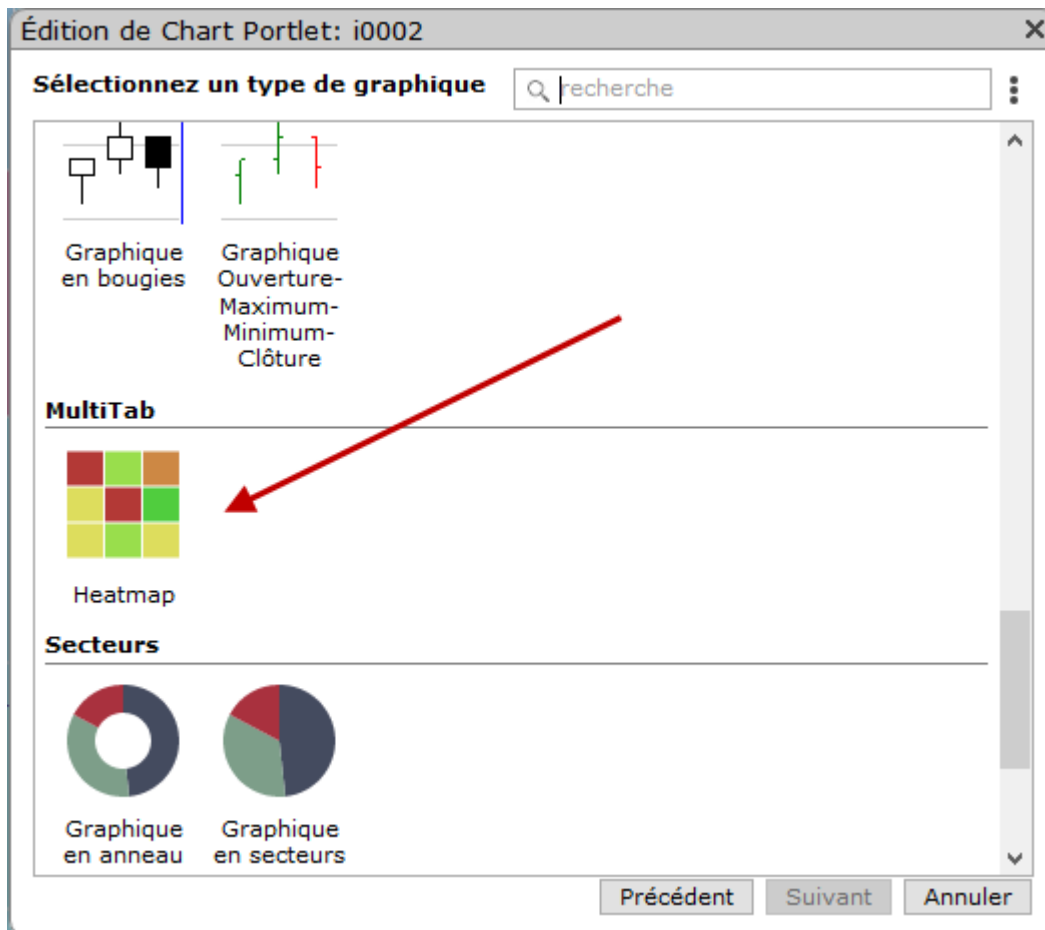 Édition de Chart Portlet: i0002
Sélectionnez un type de graphique
recherche
Graphique
en bougies
Graphique
Ouverture-
Maximum-
Minimum-
Clôture
MultiTab
Heatmap
Secteurs
Graphique
en anneau
Graphique
en secteurs
Précédent
Suivant
Annuler